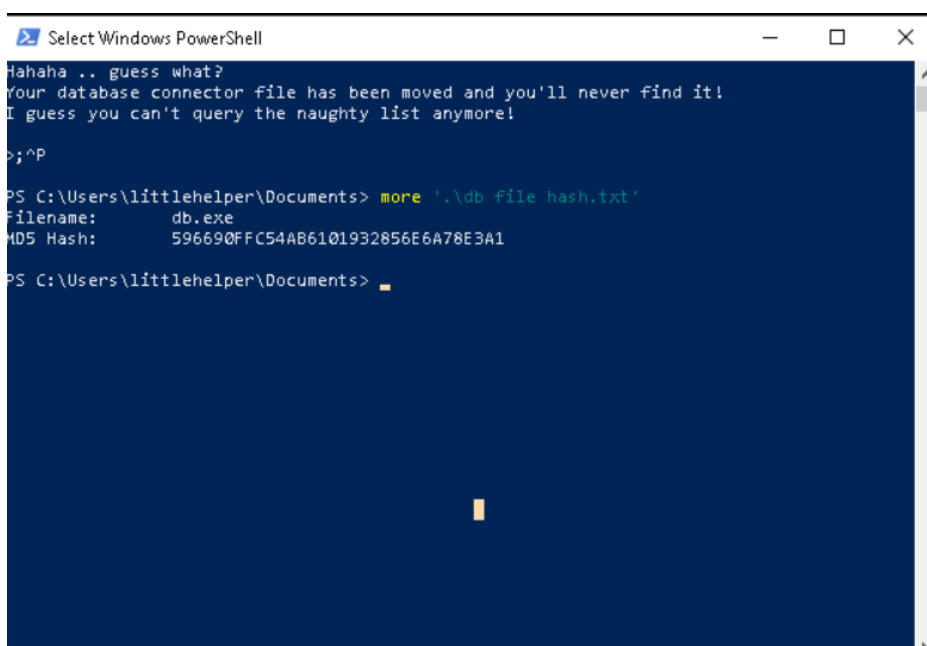 Select Windows PowerShell
Hahaha .. guess what?
Your database connector file has been moved and you'll never find it!
I guess you can't query the naughty list anymore!
>;^P
PS C:\Users\littlehelper\Documents> more '.\db file hash.txt'
Filename:       db.exe
MD5 Hash:       596690FFC54AB6101932856E6A78E3A1
PS C:\Users\littlehelper\Documents>